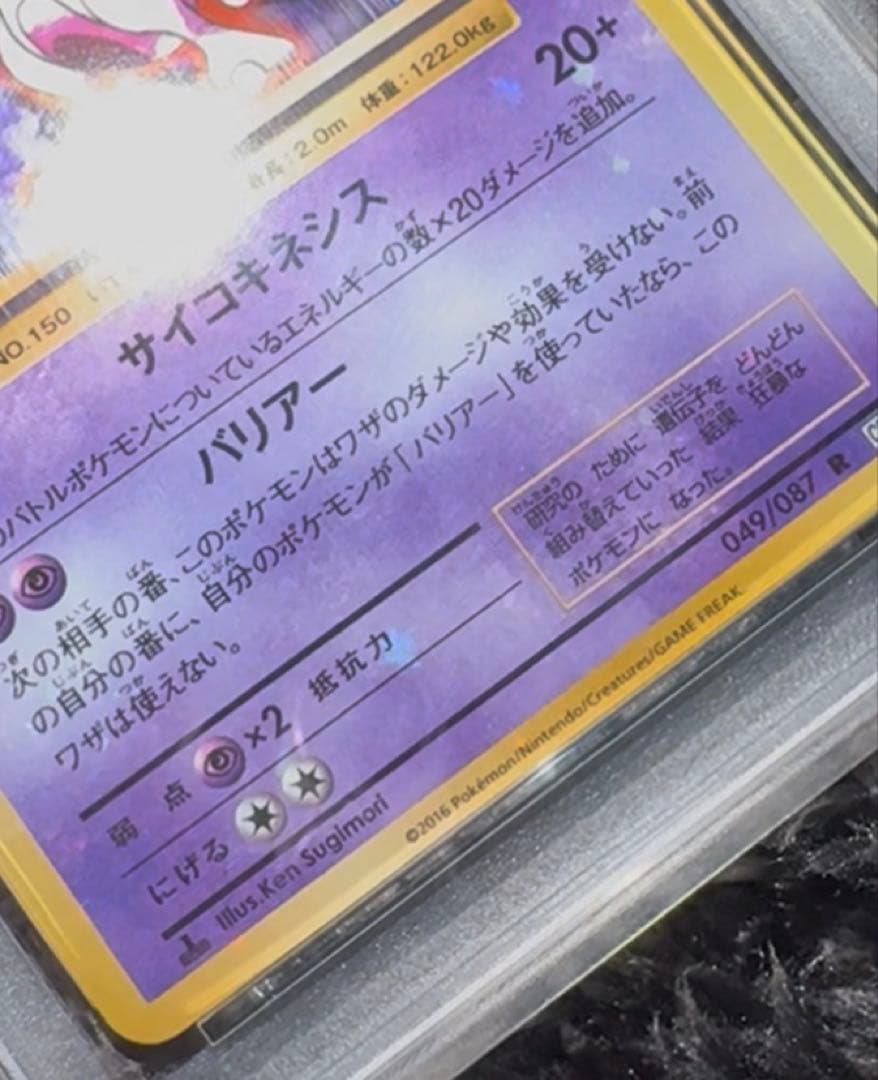 NO.150
2.0m 体重:122.0kg
サイコキネシス 20+
バトルポケモンについているエネルギーの数×20ダメージを追加。
バリアー
次の相手の番、このポケモンはワザのダメージや効果を受けない。前
の自分の番に、自分のポケモンが「バリアー」を使っていたなら、この
ワザは使えない。
弱点 ×2 抵抗力
にげる
研究の ために 遺伝子を どんどん
組み替えていった 結果 狂暴な
ポケモンに なった。
Illus.Ken Sugimori
049/087 R
©2016 Pokémon/Nintendo/Creatures/GAME FREAK